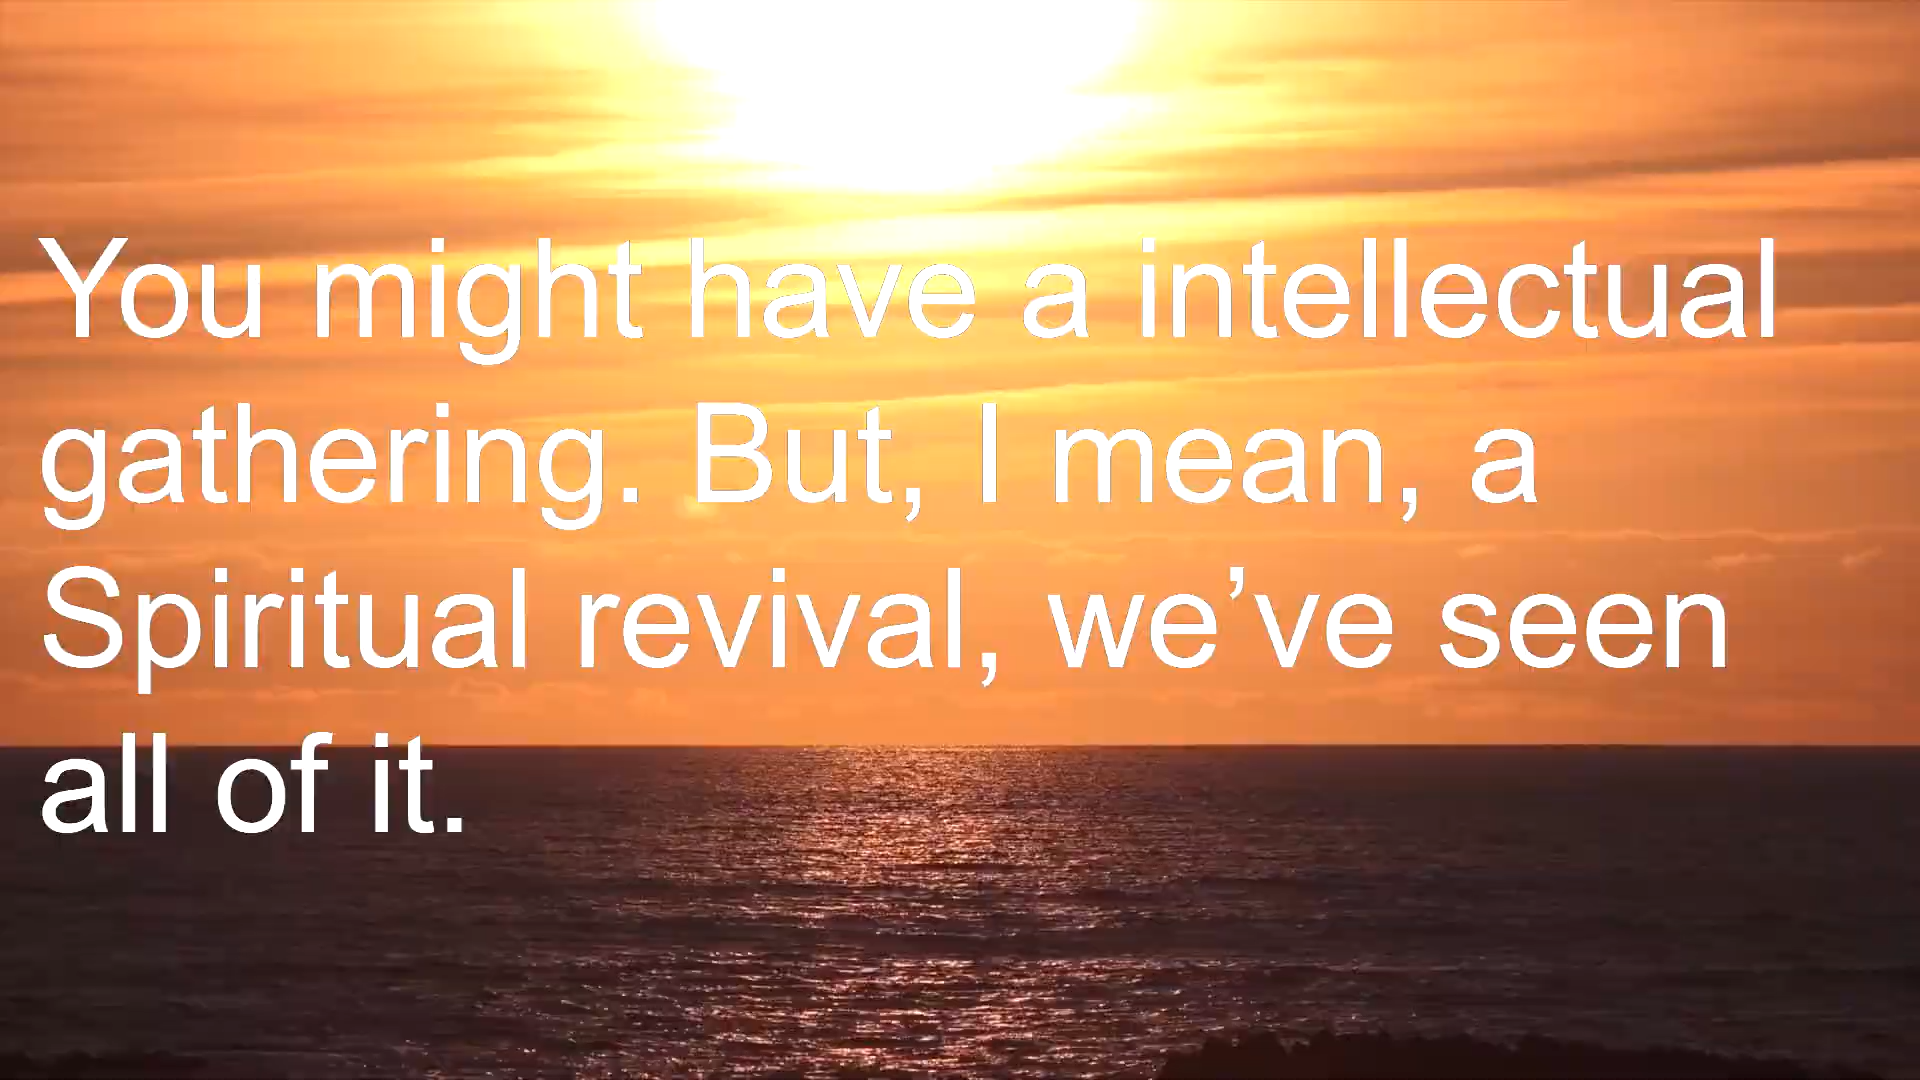 You might have a intellectual
gathering. But, I mean, a
Spiritual revival, we’ve seen
all of it.